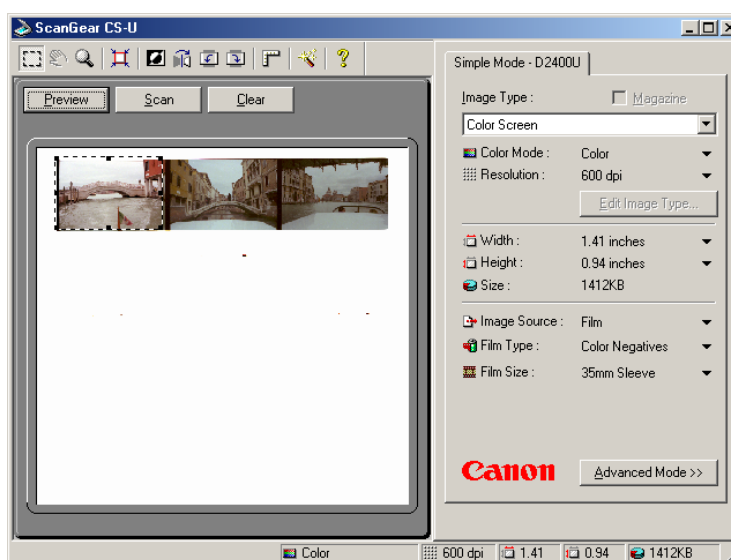 ScanGear CS-U
Preview
Scan
Clear
Simple Mode - D2400U
Image Type :
Magazine
Color Screen
Color Mode :
Color
Resolution :
600 dpi
Edit Image Type...
Width :
1.41 inches
Height :
0.94 inches
Size :
1412KB
Image Source :
Film
Film Type :
Color Negatives
Film Size :
35mm Sleeve
Canon
Advanced Mode >>
Color
600 dpi
1.41
0.94
1412KB